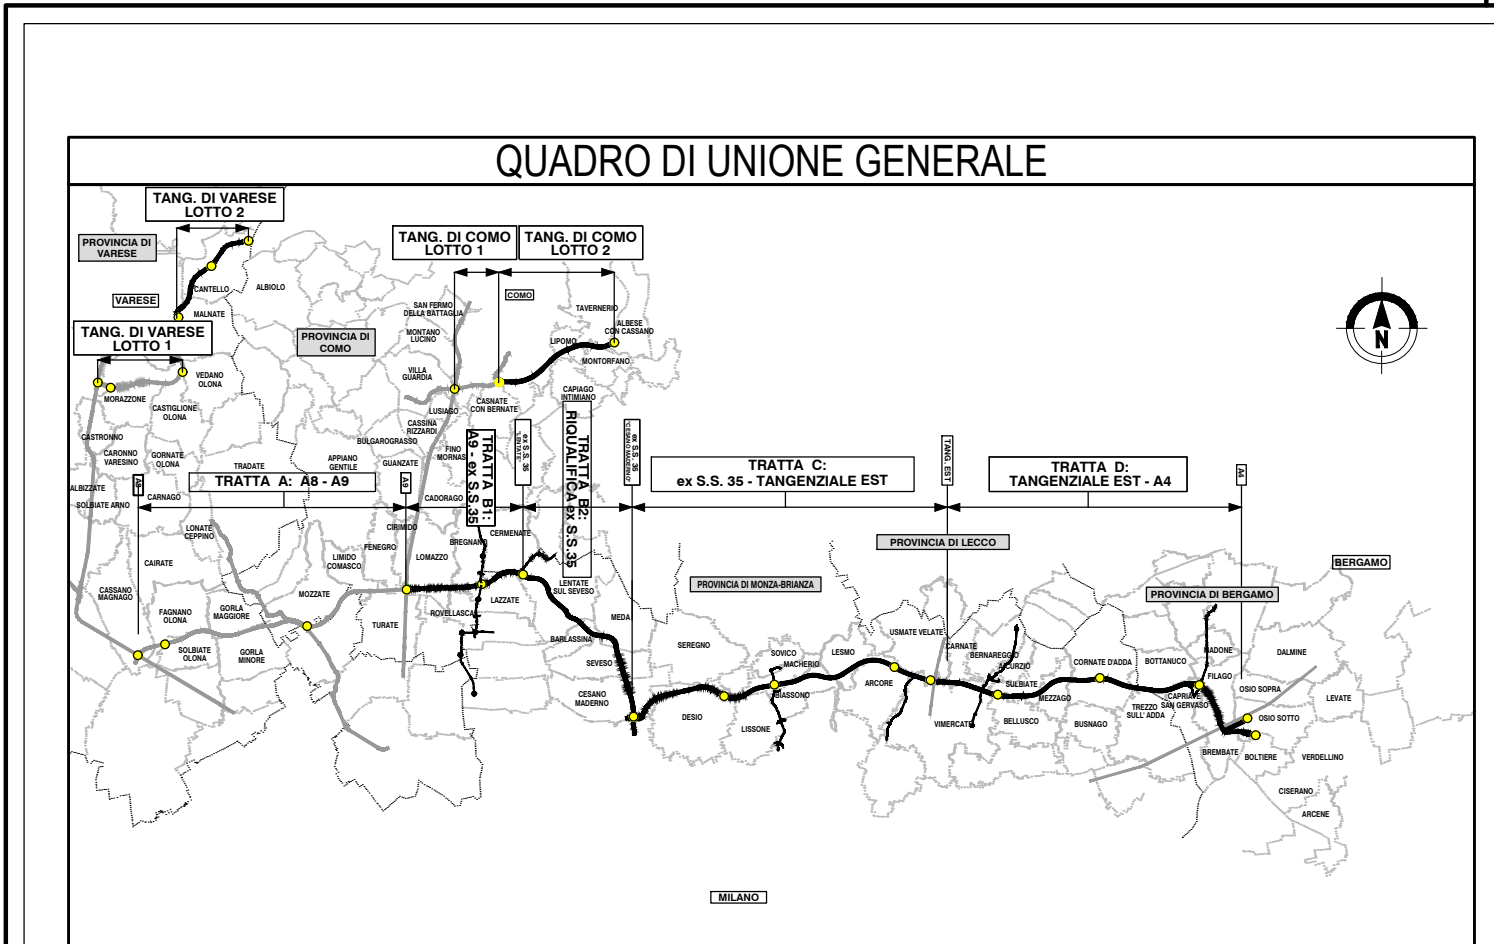 QUADRO DI UNIONE GENERALE
TANG. DI VARESE
LOTTO 2
PROVINCIA DI
VARESE
CANTELLO
ALBIOLO
VARESE
MALNATE
TANG. DI VARESE
LOTTO 1
PROVINCIA DI
COMO
TANG. DI COMO
LOTTO 1
TANG. DI COMO
LOTTO 2
COMO
SAN FERMO
DELLA BATTAGLIA
TAVERNERIO
ALBESE
CON CASSANO
MONTANO
LUCINO
LIPOMO
MONTORFANO
VILLA
GUARDIA
VEDANO
OLONA
MORAZZONE
CASTIGLIONE
OLONA
LUSIAGO
CASNATE
CON BERNATE
CAPIAGO
INTIMIANO
CASSINA
RIZZARDI
BULGAROGRASSO
CASTRONNO
CARONNO
VARESINO
GORNATE
OLONA
TRADATE
APPIANO
GENTILE
GUANZATE
FINO
MORNAS
ALBIZZATE
SOLBIATE ARNO
CARNAGO
TRATTA A: A8 - A9
A9
CADORAGO
TRATTA B1:
A9 - ex S.S.35
ex S.S. 35
"LENTATE"
TRATTA B2:
RIQUALIFICA ex S.S.35
ex S.S. 35
"CESANO MADERNO"
TRATTA C:
ex S.S. 35 - TANGENZIALE EST
TANG. EST
TRATTA D:
TANGENZIALE EST - A4
A4
LONATE
CEPPINO
CIRIMIDO
FENEGRO
LOMAZZO
BREGNANO
CERMENATE
LIMIDO
COMASCO
CAIRATE
CASSANO
MAGNAGO
MOZZATE
FAGNANO
OLONA
GORLA
MAGGIORE
TURATE
ROVELLASCA
LAZZATE
LENTATE
SUL SEVESO
MEDA
BARLASSINA
SOLBIATE
OLONA
GORLA
MINORE
SEVESO
CESANO
MADERNO
PROVINCIA DI LECCO
PROVINCIA DI MONZA-BRIANZA
PROVINCIA DI BERGAMO
BERGAMO
SEREGNO
SOVICO
MACHERIO
LESMO
USMATE VELATE
CARNATE
BERNAREGGIO
AICURZIO
CORNATE D'ADDA
BOTTANUCO
MADONE
DALMINE
FILAGO
ARCORE
SULBIATE
MEZZAGO
BIASSONO
DESIO
LISSONE
VIMERCATE
BELLUSCO
BUSNAGO
TREZZO
SULL' ADDA
CAPRIATE
SAN GERVASO
OSIO SOPRA
LEVATE
OSIO SOTTO
BREMBATE
BOLTIERE
VERDELLINO
CISERANO
ARCENE
N
MILANO